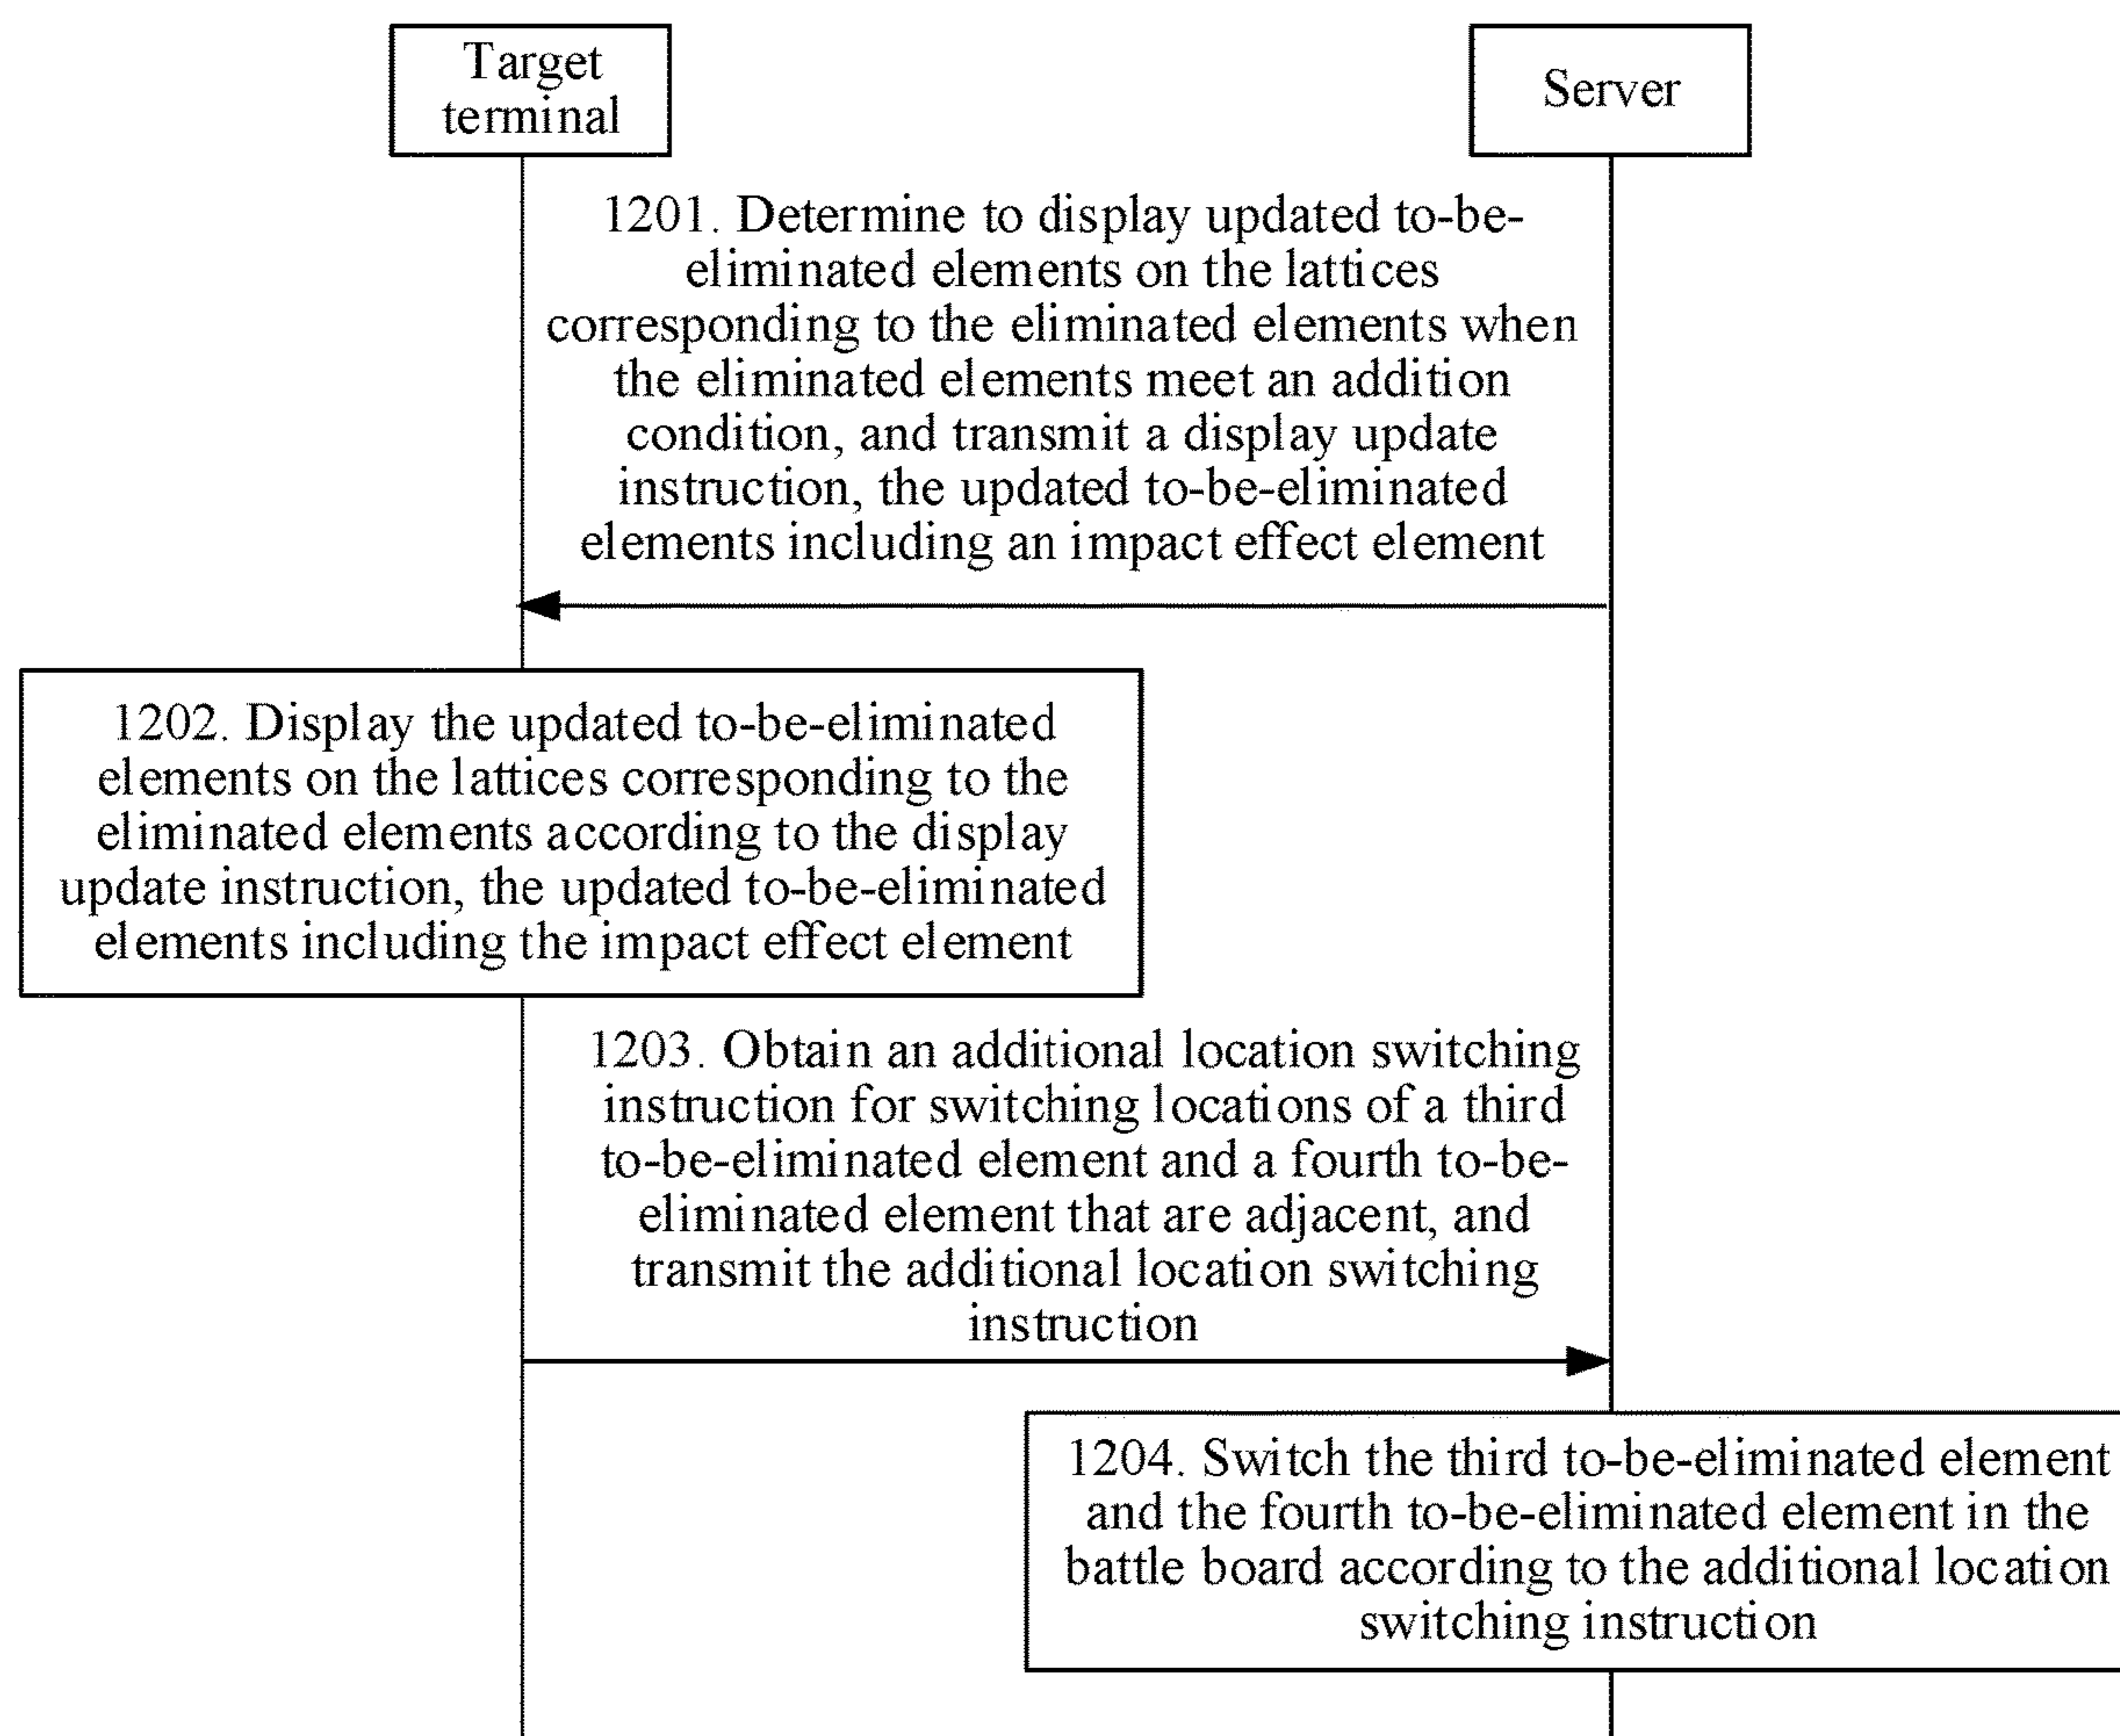 Target
terminal
Server
1201. Determine to display updated to-be-
eliminated elements on the lattices
corresponding to the eliminated elements when
the eliminated elements meet an addition
condition, and transmit a display update
instruction, the updated to-be-eliminated
elements including an impact effect element
1202. Display the updated to-be-eliminated
elements on the lattices corresponding to the
eliminated elements according to the display
update instruction, the updated to-be-eliminated
elements including the impact effect element
1203. Obtain an additional location switching
instruction for switching locations of a third
to-be-eliminated element and a fourth to-be-
eliminated element that are adjacent, and
transmit the additional location switching
instruction
1204. Switch the third to-be-eliminated element
and the fourth to-be-eliminated element in the
battle board according to the additional location
switching instruction